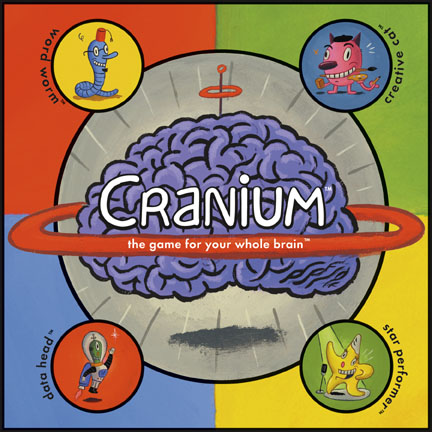 word worm™
creative cat™
CRANIUM™
the game for your whole brain™
data head™
star performer™